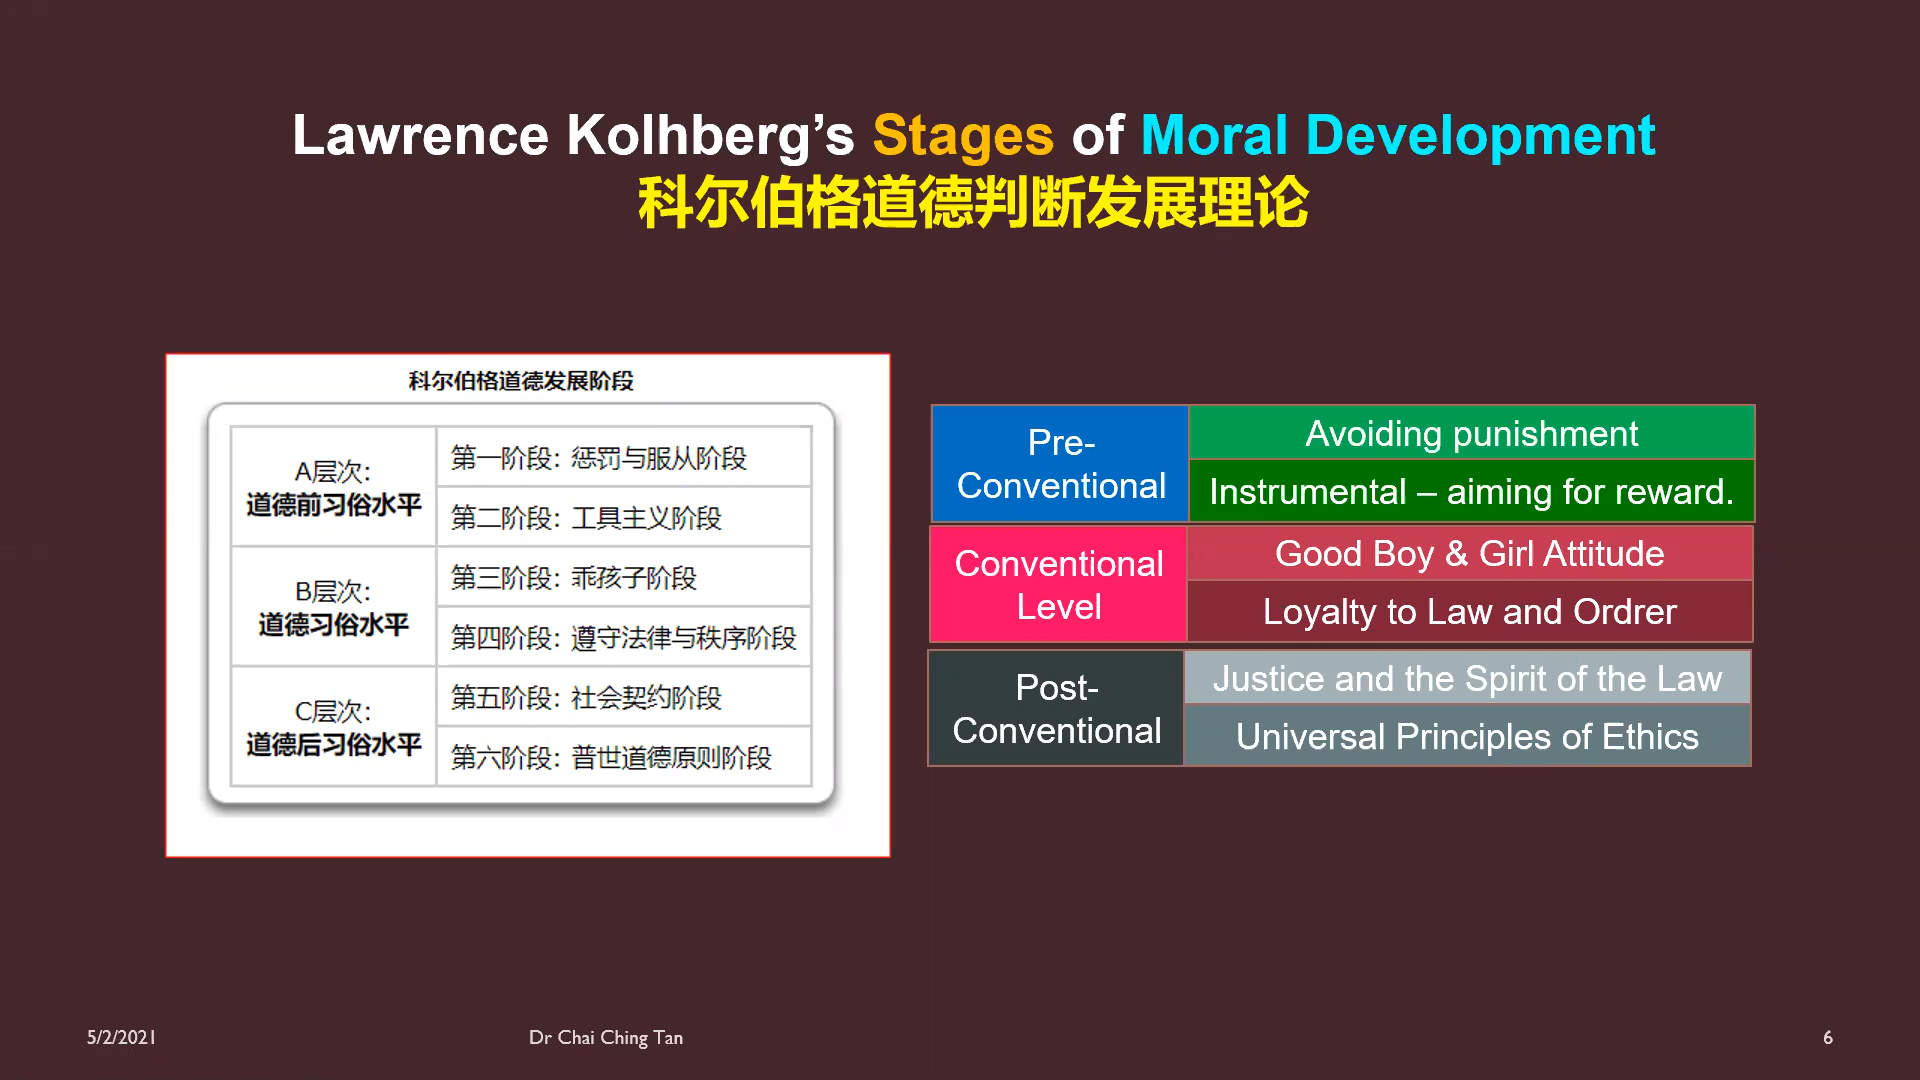 Lawrence Kolhberg’s Stages of Moral Development
科尔伯格道德判断发展理论
科尔伯格道德发展阶段
A层次:
道德前习俗水平
第一阶段: 惩罚与服从阶段
第二阶段: 工具主义阶段
B层次:
道德习俗水平
第三阶段: 乖孩子阶段
第四阶段: 遵守法律与秩序阶段
C层次:
道德后习俗水平
第五阶段: 社会契约阶段
第六阶段: 普世道德原则阶段
Pre-
Conventional
Avoiding punishment
Instrumental – aiming for reward.
Conventional
Level
Good Boy & Girl Attitude
Loyalty to Law and Ordrer
Post-
Conventional
Justice and the Spirit of the Law
Universal Principles of Ethics
5/2/2021
Dr Chai Ching Tan
6